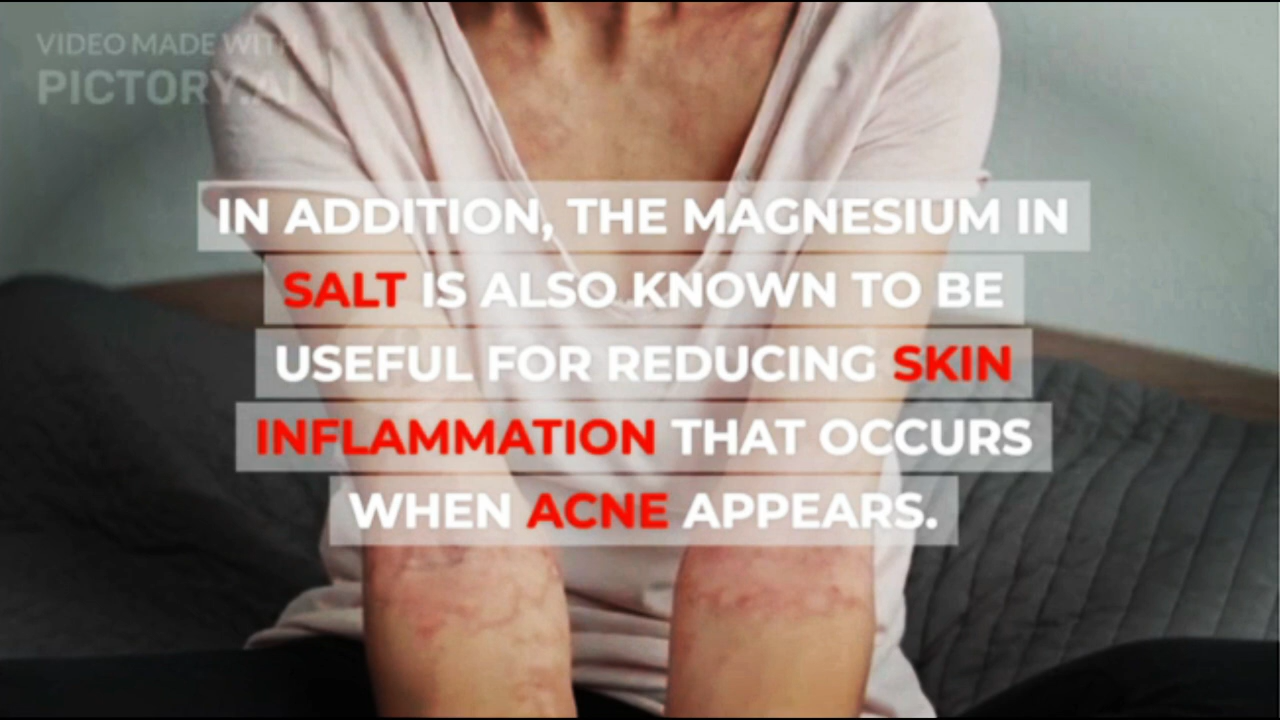 VIDEO MADE WITH
PICTORY.AI
IN ADDITION, THE MAGNESIUM IN
SALT IS ALSO KNOWN TO BE
USEFUL FOR REDUCING SKIN
INFLAMMATION THAT OCCURS
WHEN ACNE APPEARS.